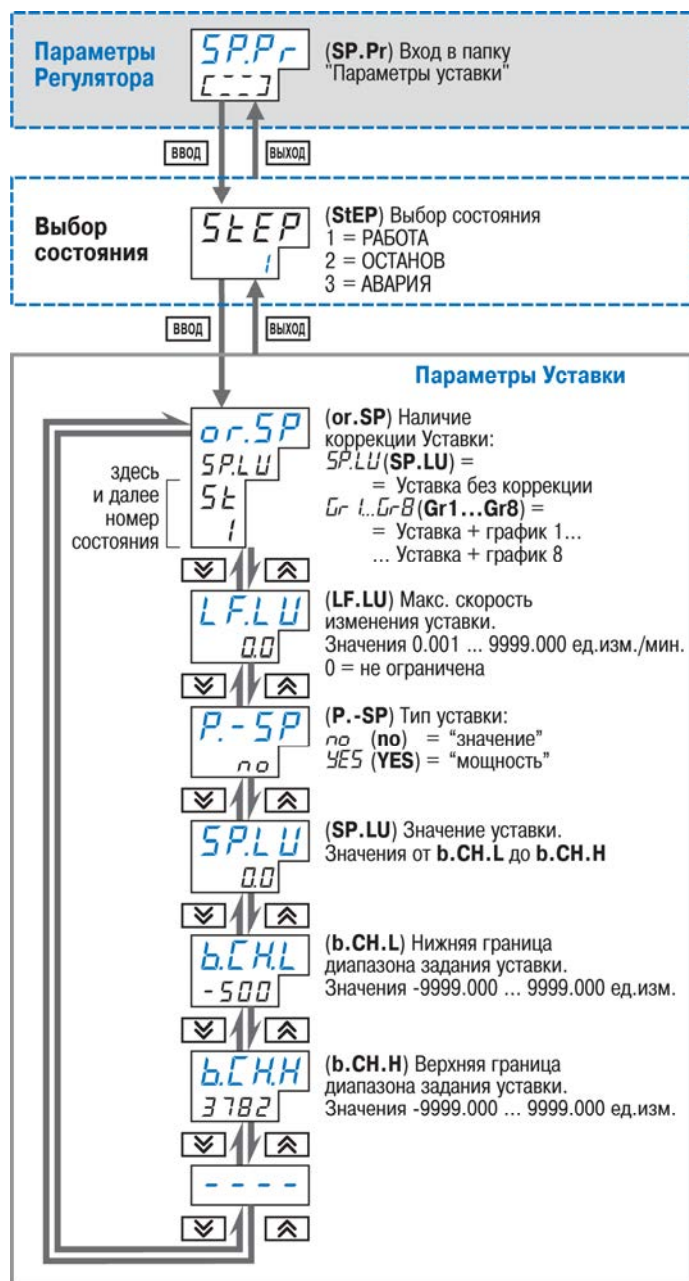 Параметры
Регулятора
SP.Pr
[---]
(SP.Pr) Вход в папку
"Параметры уставки"
ВВОД
ВЫХОД
Выбор
состояния
StEP
1
(StEP) Выбор состояния
1 = РАБОТА
2 = ОСТАНОВ
3 = АВАРИЯ
ВВОД
ВЫХОД
Параметры Уставки
здесь
и далее
номер
состояния
or.SP
SP.LU
St
1
(or.SP) Наличие
коррекции Уставки:
SP.LU (SP.LU) =
= Уставка без коррекции
Gr1...Gr8 (Gr1...Gr8) =
= Уставка + график 1...
... Уставка + график 8
LF.LU
0.0
(LF.LU) Макс. скорость
изменения уставки.
Значения 0.001 ... 9999.000 ед.изм./мин.
0 = не ограничена
P.-SP
no
(P.-SP) Тип уставки:
no (no) = “значение”
YES (YES) = “мощность”
SP.LU
0.0
(SP.LU) Значение уставки.
Значения от b.CH.L до b.CH.H
b.CH.L
-500
(b.CH.L) Нижняя граница
диапазона задания уставки.
Значения -9999.000 ... 9999.000 ед.изм.
b.CH.H
3782
(b.CH.H) Верхняя граница
диапазона задания уставки.
Значения -9999.000 ... 9999.000 ед.изм.
- - - -